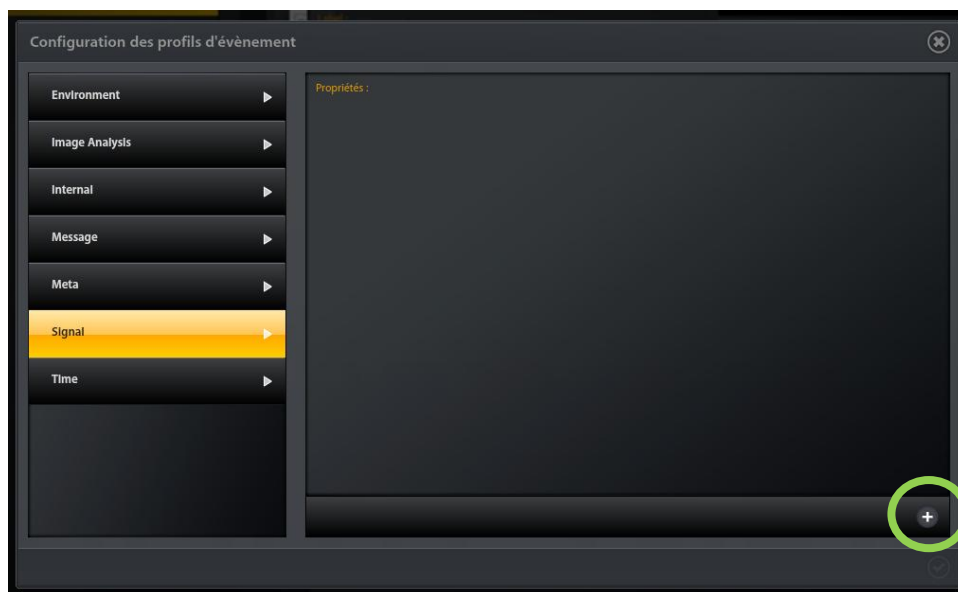 Configuration des profils d'évènement
Environment
Image Analysis
Internal
Message
Meta
Signal
Time
Propriétés :